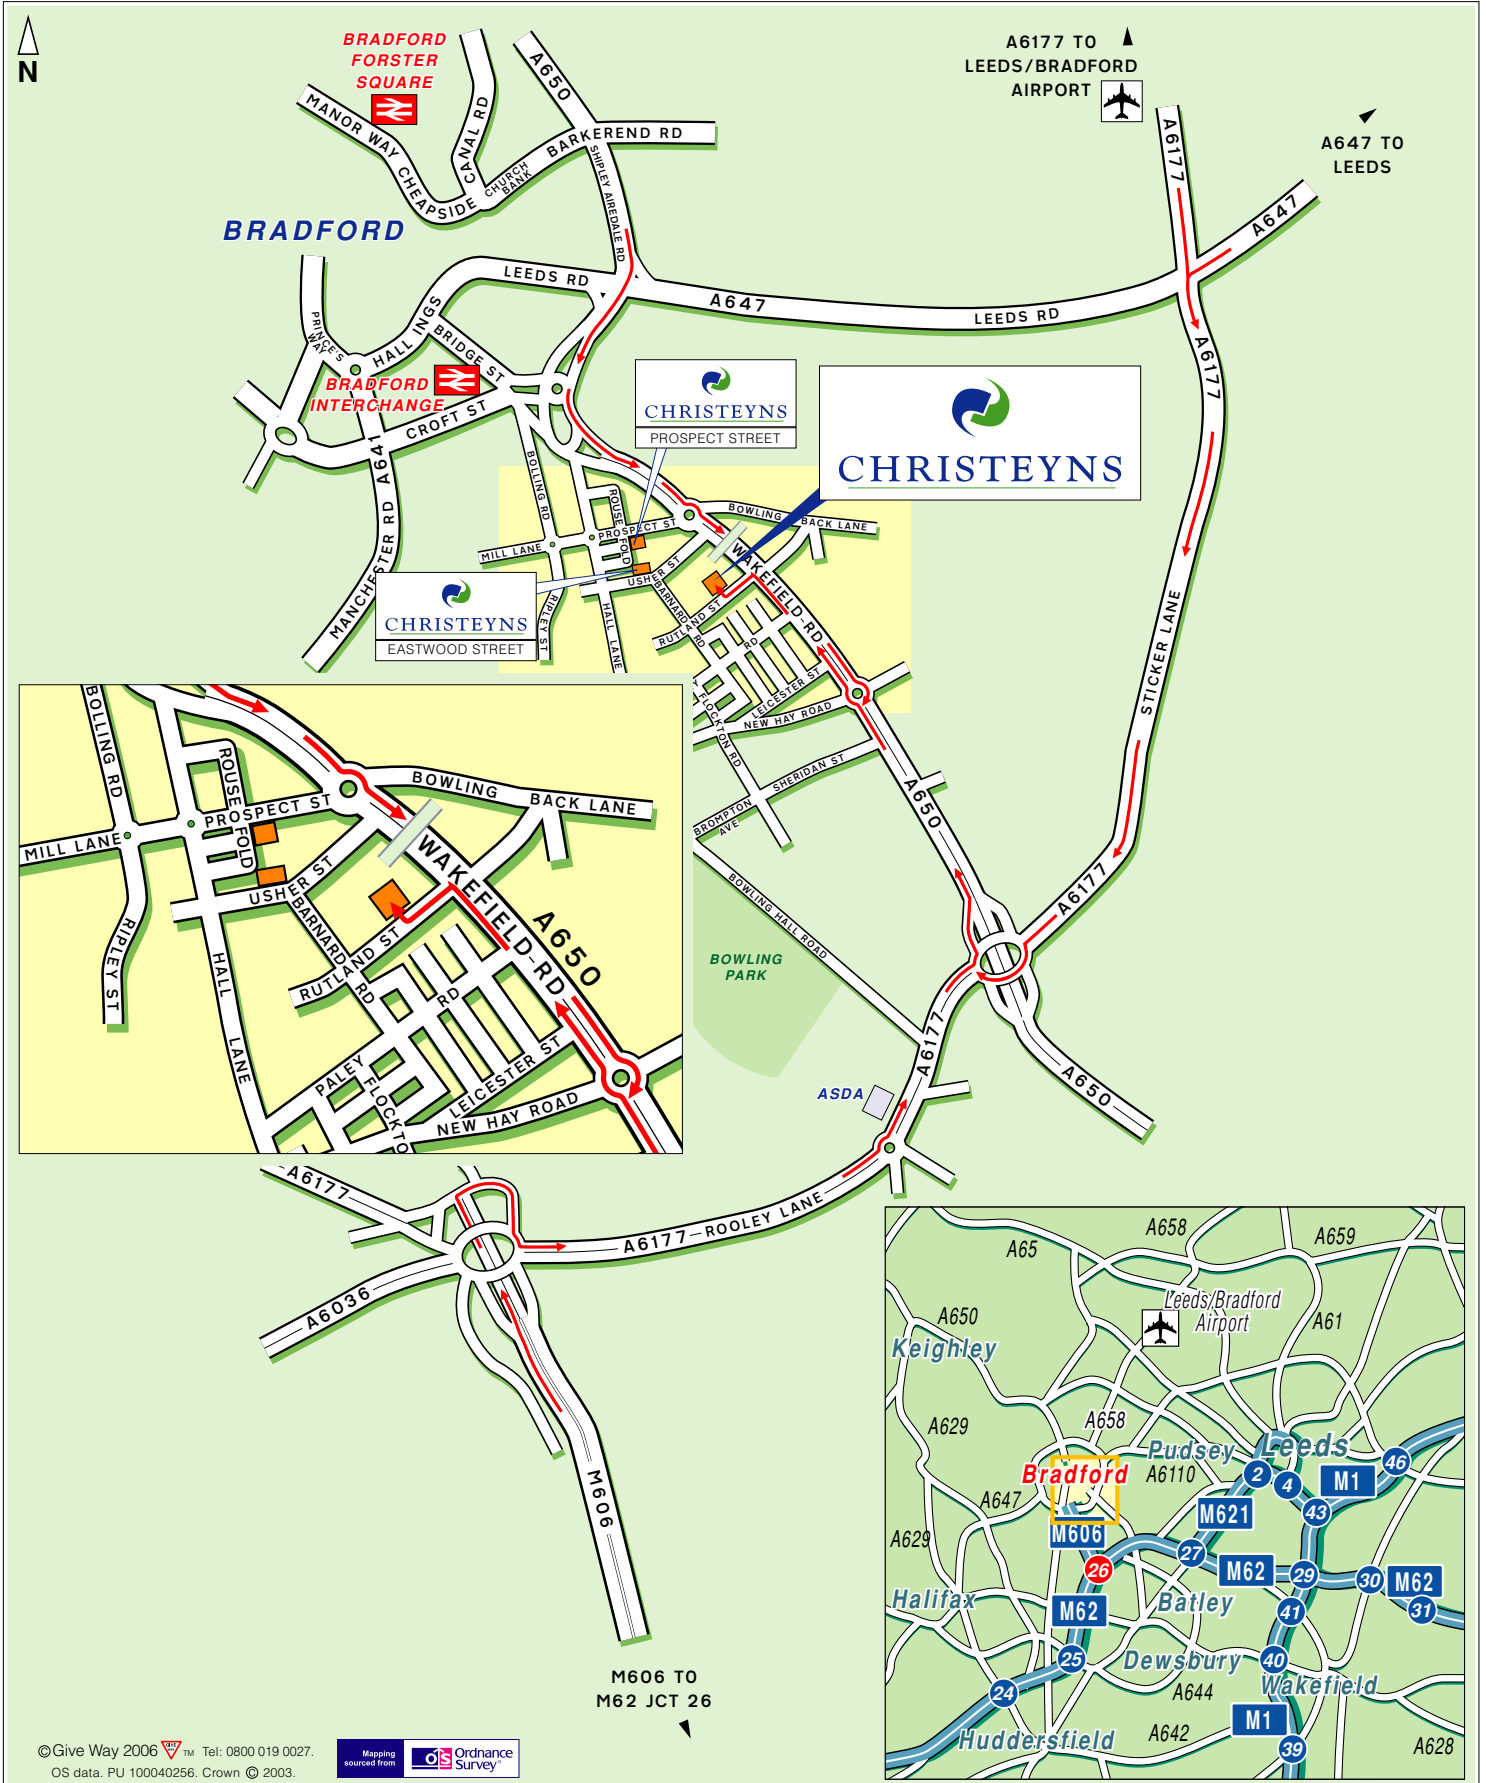 N
BRADFORD
FORSTER
SQUARE
MANOR WAY
CHEAPSIDE
CANAL RD
CHURCH
BANK
A650
BARKEREND RD
SHIPLEY AIREDALE RD
A6177 TO
LEEDS/BRADFORD
AIRPORT
A6177
A647 TO
LEEDS
A647
BRADFORD
LEEDS RD
A647
LEEDS RD
A6177
PRINCE'S
WAY
HALL INGS
BRIDGE ST
BRADFORD
INTERCHANGE
CROFT ST
A641
MANCHESTER RD
CHRISTEYNS
PROSPECT STREET
CHRISTEYNS
BOLLING RD
ROUSE
FOLD
PROSPECT ST
MILL LANE
BOWLING
BACK LANE
USHER ST
BARNARD
RD
RUTLAND ST
RIPLEY ST
HALL LANE
WAKEFIELD RD
CHRISTEYNS
EASTWOOD STREET
RD
LEICESTER ST
NEW HAY ROAD
FLOCKTON RD
Y
SHERIDAN ST
BROMPTON
AVE
A650
STICKER LANE
A6177
BOWLING HALL ROAD
BOWLING
PARK
A6177
A650
ASDA
BOLLING RD
ROUSE
FOLD
PROSPECT ST
MILL LANE
BOWLING
BACK LANE
USHER ST
BARNARD
RD
RUTLAND ST
RIPLEY ST
HALL
LANE
WAKEFIELD RD
A650
RD
PALEY
FLOCKTO
LEICESTER ST
NEW HAY ROAD
A6177
A6177 ROOLEY LANE
A6036
M606
M606 TO
M62 JCT 26
A65
A658
A659
Leeds/Bradford
Airport
A650
A61
Keighley
A629
A658
Pudsey
Leeds
46
Bradford
A6110
2
4
M1
A647
M621
43
A629
M606
27
26
M62
29
30
M62
31
Halifax
M62
Batley
41
25
Dewsbury
40
Wakefield
24
A644
M1
Huddersfield
A642
39
A628
©Give Way 2006 GIVE WAY TM Tel: 0800 019 0027.
OS data. PU 100040256. Crown © 2003.
Mapping
sourced from
OS Ordnance
Survey